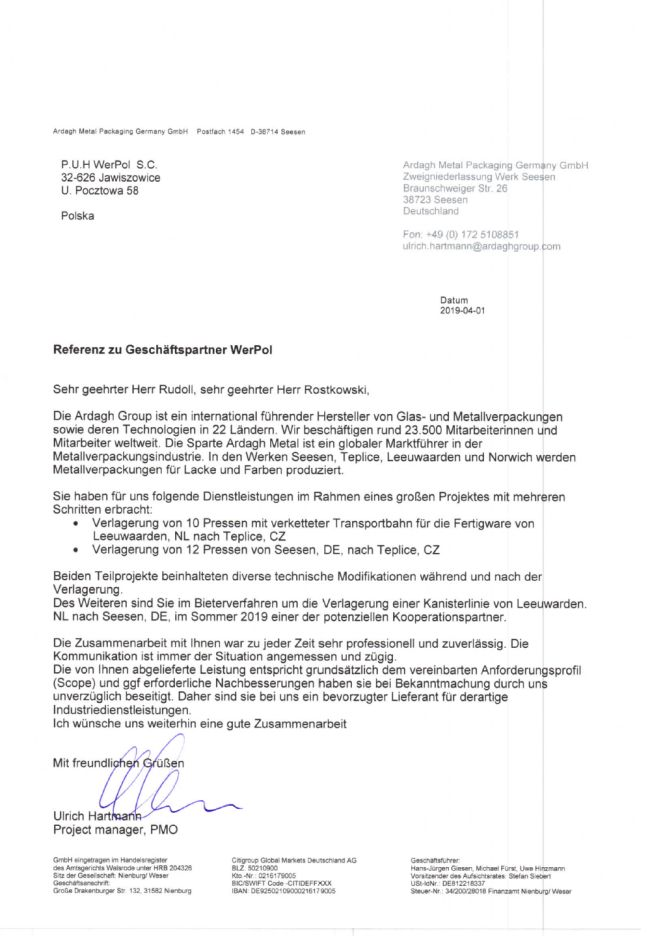 Ardagh Metal Packaging Germany GmbH Postfach 1454 D-38714 Seesen
P.U.H WerPol S.C.
32-626 Jawiszowice
U. Pocztowa 58
Polska
Ardagh Metal Packaging Germany GmbH
Zweigniederlassung Werk Seesen
Braunschweiger Str. 26
38723 Seesen
Deutschland
Fon: +49 (0) 172 5108851
ulrich.hartmann@ardaghgroup.com
Datum
2019-04-01
Referenz zu Geschäftspartner WerPol
Sehr geehrter Herr Rudoll, sehr geehrter Herr Rostkowski,
Die Ardagh Group ist ein international führender Hersteller von Glas- und Metallverpackungen
sowie deren Technologien in 22 Ländern. Wir beschäftigen rund 23.500 Mitarbeiterinnen und
Mitarbeiter weltweit. Die Sparte Ardagh Metal ist ein globaler Marktführer in der
Metallverpackungsindustrie. In den Werken Seesen, Teplice, Leeuwaarden und Norwich werden
Metallverpackungen für Lacke und Farben produziert.
Sie haben für uns folgende Dienstleistungen im Rahmen eines großen Projektes mit mehreren
Schritten erbracht:
• Verlagerung von 10 Pressen mit verketteter Transportbahn für die Fertigware von
Leeuwaarden, NL nach Teplice, CZ
• Verlagerung von 12 Pressen von Seesen, DE, nach Teplice, CZ
Beiden Teilprojekte beinhalteten diverse technische Modifikationen während und nach der
Verlagerung.
Des Weiteren sind Sie im Bieterverfahren um die Verlagerung einer Kanisterlinie von Leeuwarden.
NL nach Seesen, DE, im Sommer 2019 einer der potenziellen Kooperationspartner.
Die Zusammenarbeit mit Ihnen war zu jeder Zeit sehr professionell und zuverlässig. Die
Kommunikation ist immer der Situation angemessen und zügig.
Die von Ihnen abgelieferte Leistung entspricht grundsätzlich dem vereinbarten Anforderungsprofil
(Scope) und ggf erforderliche Nachbesserungen haben sie bei Bekanntmachung durch uns
unverzüglich beseitigt. Daher sind sie bei uns ein bevorzugter Lieferant für derartige
Industriedienstleistungen.
Ich wünsche uns weiterhin eine gute Zusammenarbeit
Mit freundlichen Grüßen
Ulrich Hartmann
Project manager, PMO
GmbH eingetragen im Handelsregister
des Amtsgerichts Walsrode unter HRB 204326
Sitz der Gesellschaft: Nienburg/ Weser
Geschäftsanschrift:
Große Drakenburger Str. 132, 31582 Nienburg
Citigroup Global Markets Deutschland AG
BLZ: 50210900
Kto -Nr.: 0216179005
BIC/SWIFT Code -CITIDEFFXXX
IBAN: DE92502109000216179005
Geschäftsführer:
Hans-Jürgen Giesen, Michael Fürst, Uwe Hinzmann
Vorsitzender des Aufsichtsrates: Stefan Siebert
USt-IdNr.: DE812218337
Steuer-Nr.: 34/200/28018 Finanzamt Nienburg/ Weser